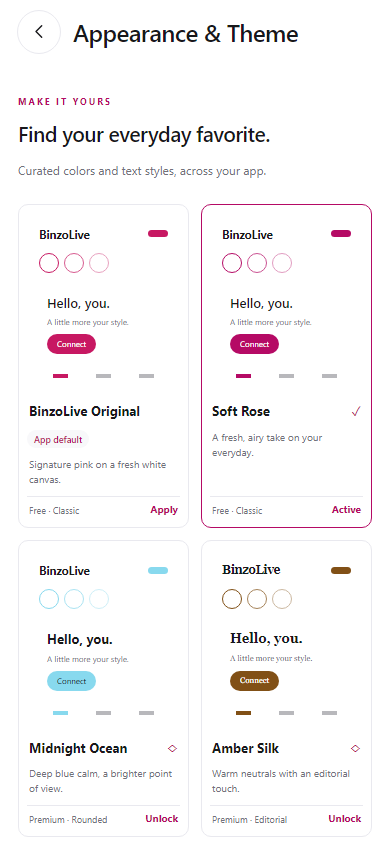 Appearance & Theme
MAKE IT YOURS
Find your everyday favorite.
Curated colors and text styles, across your app.
BinzoLive
Hello, you.
A little more your style.
Connect
BinzoLive Original
App default
Signature pink on a fresh white
canvas.
Free · Classic
Apply
BinzoLive
Hello, you.
A little more your style.
Connect
Soft Rose
A fresh, airy take on your
everyday.
Free · Classic
Active
BinzoLive
Hello, you.
A little more your style.
Connect
Midnight Ocean
Deep blue calm, a brighter point
of view.
Premium · Rounded
Unlock
BinzoLive
Hello, you.
A little more your style.
Connect
Amber Silk
Warm neutrals with an editorial
touch.
Premium · Editorial
Unlock